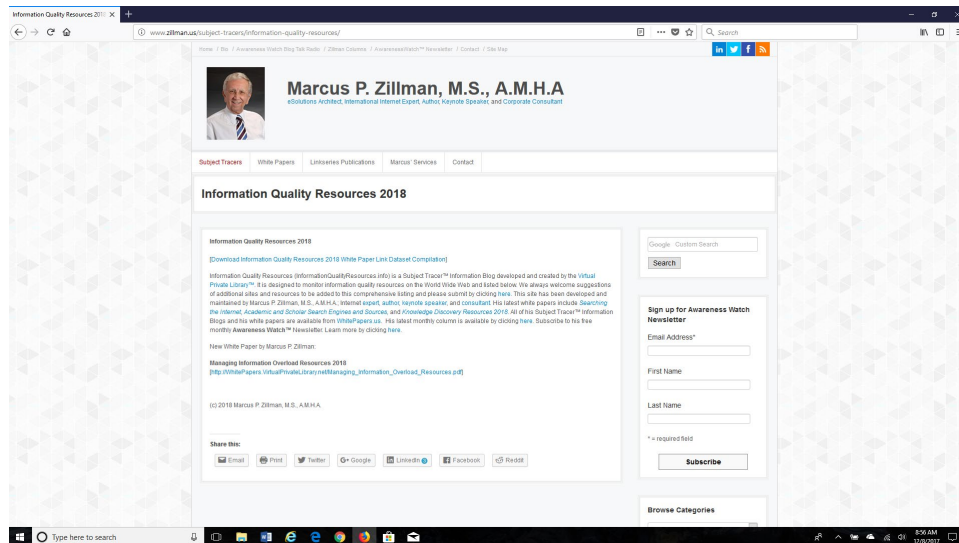 Information Quality Resources 2018
www.zillman.us/subject-tracers/information-quality-resources/
Search
Home / Bio / Awareness Watch Blog Talk Radio / Zillman Columns / AwarenessWatch™ Newsletter / Contact / Site Map
Marcus P. Zillman, M.S., A.M.H.A
eSolutions Architect, International Internet Expert, Author, Keynote Speaker, and Corporate Consultant
Subject Tracers White Papers Linkseries Publications Marcus' Services Contact
Information Quality Resources 2018
Information Quality Resources 2018
[Download Information Quality Resources 2018 White Paper Link Dataset Compilation]
Information Quality Resources (InformationQualityResources.info) is a Subject Tracer™ Information Blog developed and created by the Virtual
Private Library™. It is designed to monitor information quality resources on the World Wide Web and listed below. We always welcome suggestions
of additional sites and resources to be added to this comprehensive listing and please submit by clicking here. This site has been developed and
maintained by Marcus P. Zillman, M.S., A.M.H.A.; Internet expert, author, keynote speaker, and consultant. His latest white papers include Searching
the Internet, Academic and Scholar Search Engines and Sources, and Knowledge Discovery Resources 2018. All of his Subject Tracer™ Information
Blogs and his white papers are available from WhitePapers.us. His latest monthly column is available by clicking here. Subscribe to his free
monthly Awareness Watch™ Newsletter. Learn more by clicking here.
New White Paper by Marcus P. Zillman:
Managing Information Overload Resources 2018
[http://WhitePapers.VirtualPrivateLibrary.net/Managing_Information_Overload_Resources.pdf]
(c) 2018 Marcus P. Zillman, M.S., A.M.H.A.
Share this:
Email Print Twitter Google LinkedIn Facebook Reddit
Google Custom Search
Search
Sign up for Awareness Watch
Newsletter
Email Address*
First Name
Last Name
* = required field
Subscribe
Browse Categories
Type here to search
8:56 AM
12/8/2017